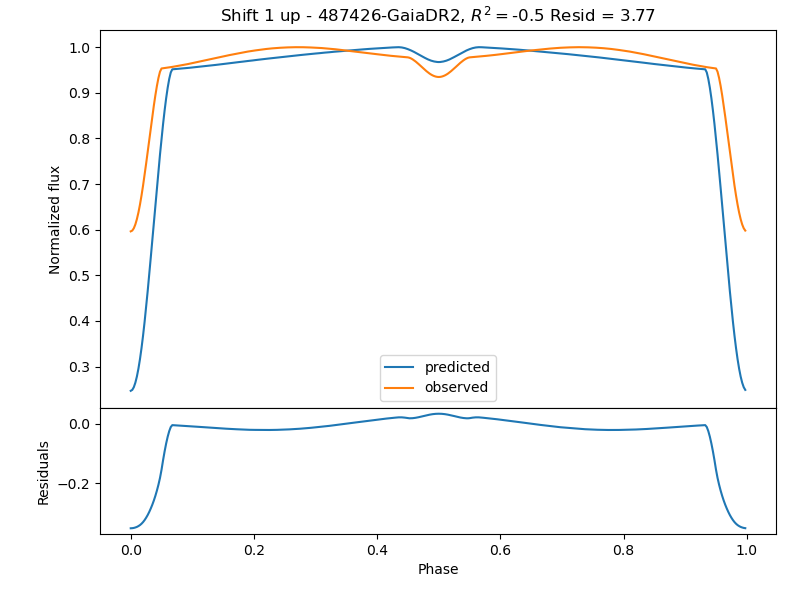 Shift 1 up - 487426-GaiaDR2, R² =-0.5 Resid = 3.77
1.0
0.9
0.8
0.7
0.6
0.5
0.4
0.3
Normalized flux
predicted
observed
0.0
−0.2
Residuals
0.0 0.2 0.4 0.6 0.8 1.0
Phase